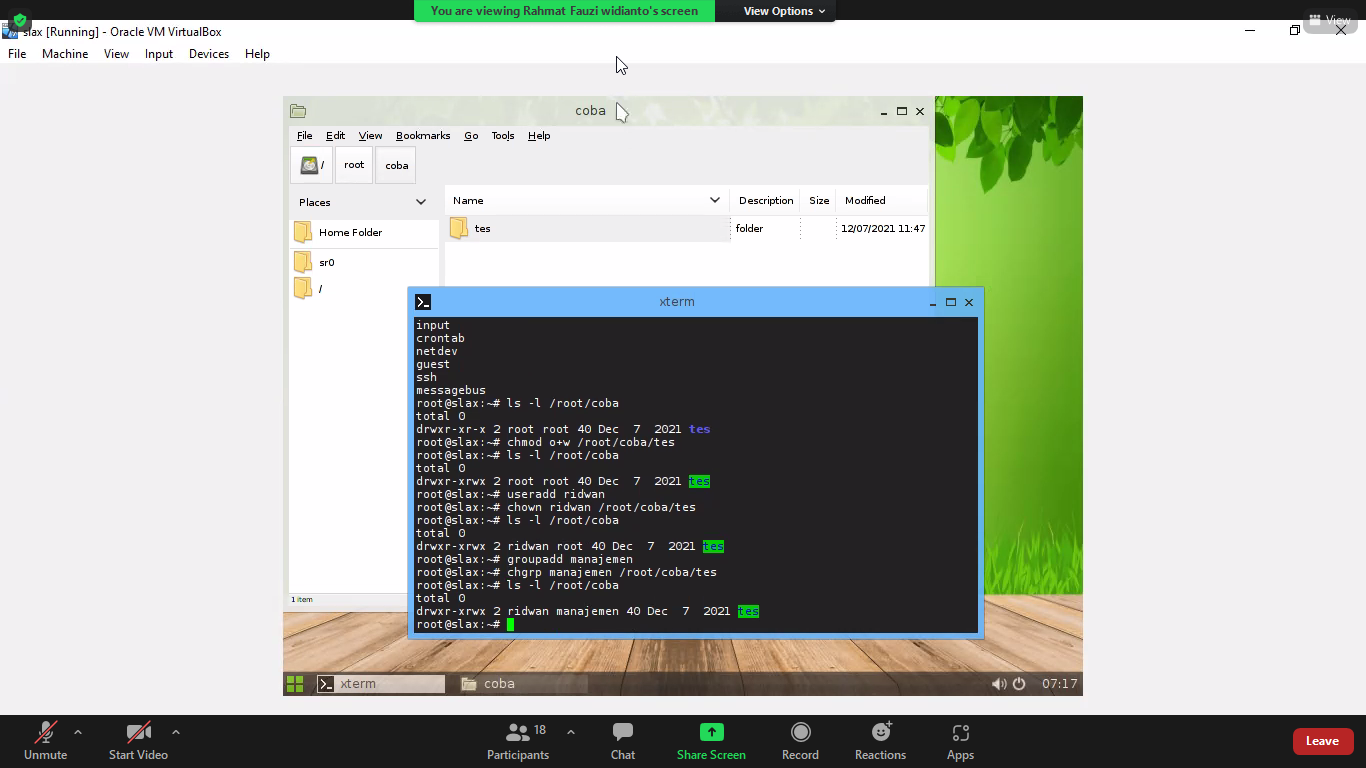 You are viewing Rahmat Fauzi widianto's screen
View Options
View
slax [Running] - Oracle VM VirtualBox
File Machine View Input Devices Help
coba
File Edit View Bookmarks Go Tools Help
/ root coba
Places
Home Folder
sr0
/
Name Description Size Modified
tes folder 12/07/2021 11:47
1 item
xterm
input
crontab
netdev
guest
ssh
messagebus
root@slax:~# ls -l /root/coba
total 0
drwxr-xr-x 2 root root 40 Dec  7  2021 tes
root@slax:~# chmod o+w /root/coba/tes
root@slax:~# ls -l /root/coba
total 0
drwxr-xrwx 2 root root 40 Dec  7  2021 tes
root@slax:~# useradd ridwan
root@slax:~# chown ridwan /root/coba/tes
root@slax:~# ls -l /root/coba
total 0
drwxr-xrwx 2 ridwan root 40 Dec  7  2021 tes
root@slax:~# groupadd manajemen
root@slax:~# chgrp manajemen /root/coba/tes
root@slax:~# ls -l /root/coba
total 0
drwxr-xrwx 2 ridwan manajemen 40 Dec  7  2021 tes
root@slax:~#
xterm coba 07:17
Unmute Start Video Participants 18 Chat Share Screen Record Reactions Apps Leave